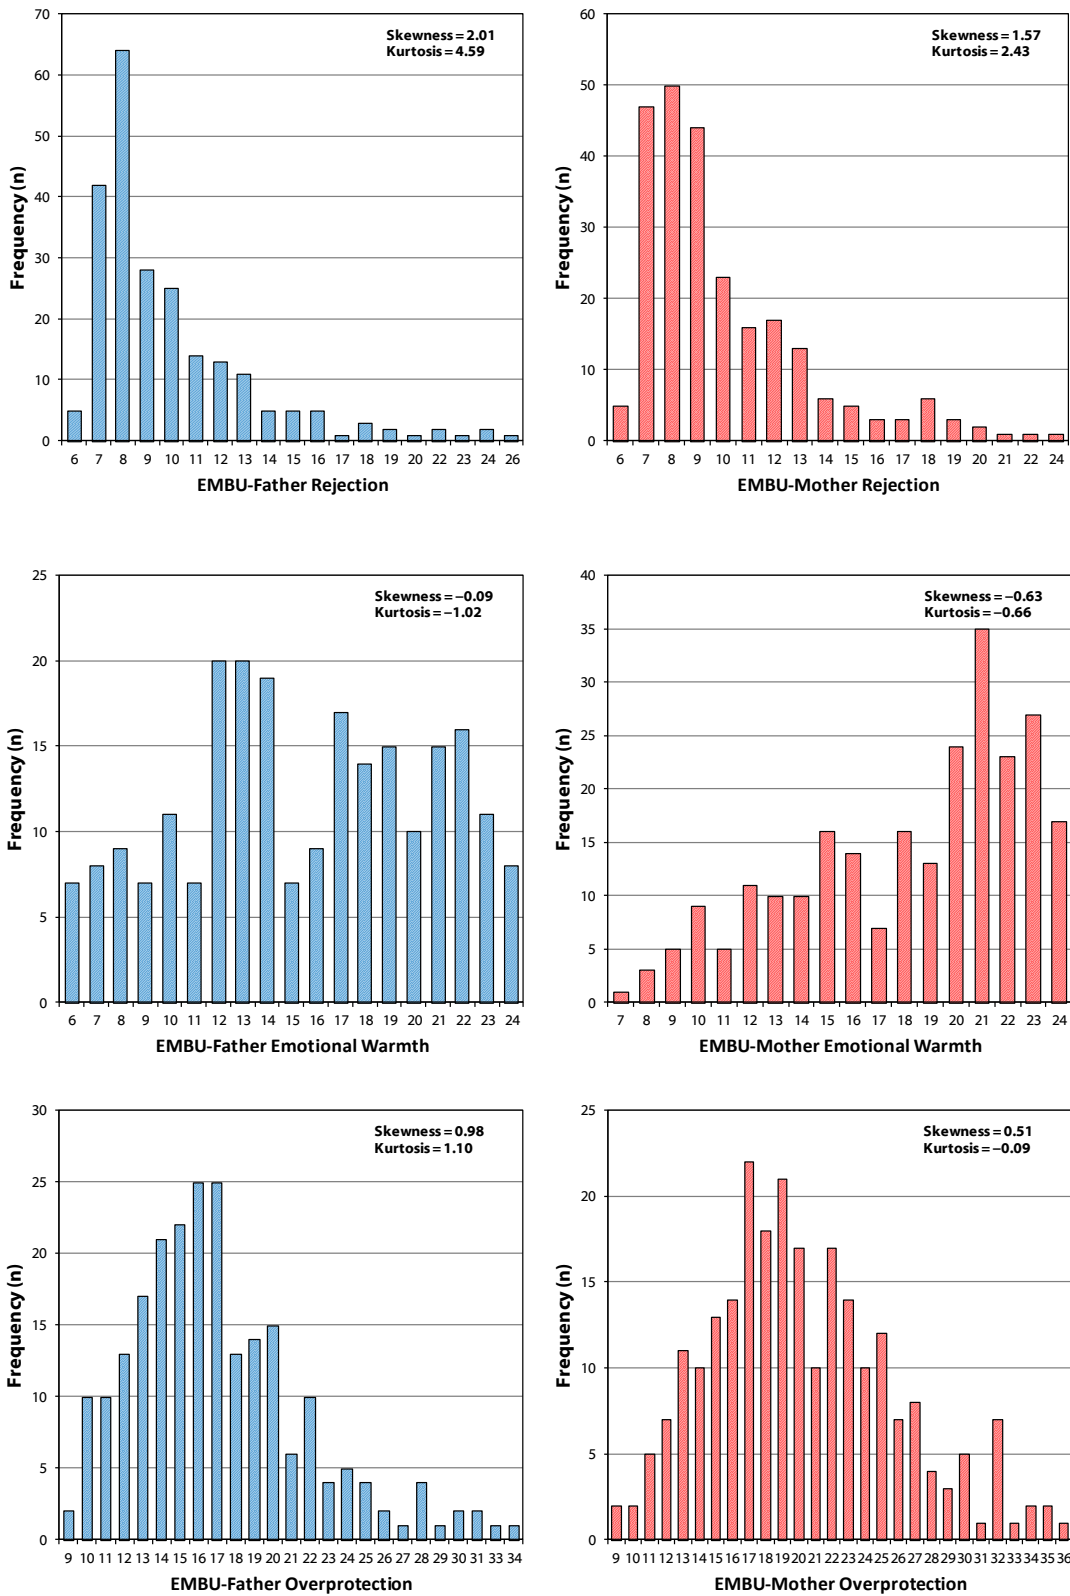 70
60
50
40
30
20
10
0
Frequency (n)
Skewness = 2.01
Kurtosis = 4.59
6 7 8 9 10 11 12 13 14 15 16 17 18 19 20 22 23 24 26
EMBU-Father Rejection
60
50
40
30
20
10
0
Frequency (n)
Skewness = 1.57
Kurtosis = 2.43
6 7 8 9 10 11 12 13 14 15 16 17 18 19 20 21 22 24
EMBU-Mother Rejection
25
20
15
10
5
0
Frequency (n)
Skewness = −0.09
Kurtosis = −1.02
6 7 8 9 10 11 12 13 14 15 16 17 18 19 20 21 22 23 24
EMBU-Father Emotional Warmth
40
35
30
25
20
15
10
5
0
Frequency (n)
Skewness = −0.63
Kurtosis = −0.66
7 8 9 10 11 12 13 14 15 16 17 18 19 20 21 22 23 24
EMBU-Mother Emotional Warmth
30
25
20
15
10
5
0
Frequency (n)
Skewness = 0.98
Kurtosis = 1.10
9 10 11 12 13 14 15 16 17 18 19 20 21 22 23 24 25 26 27 28 29 30 31 33 34
EMBU-Father Overprotection
25
20
15
10
5
0
Frequency (n)
Skewness = 0.51
Kurtosis = −0.09
9 10 11 12 13 14 15 16 17 18 19 20 21 22 23 24 25 26 27 28 29 30 31 32 33 34 35 36
EMBU-Mother Overprotection